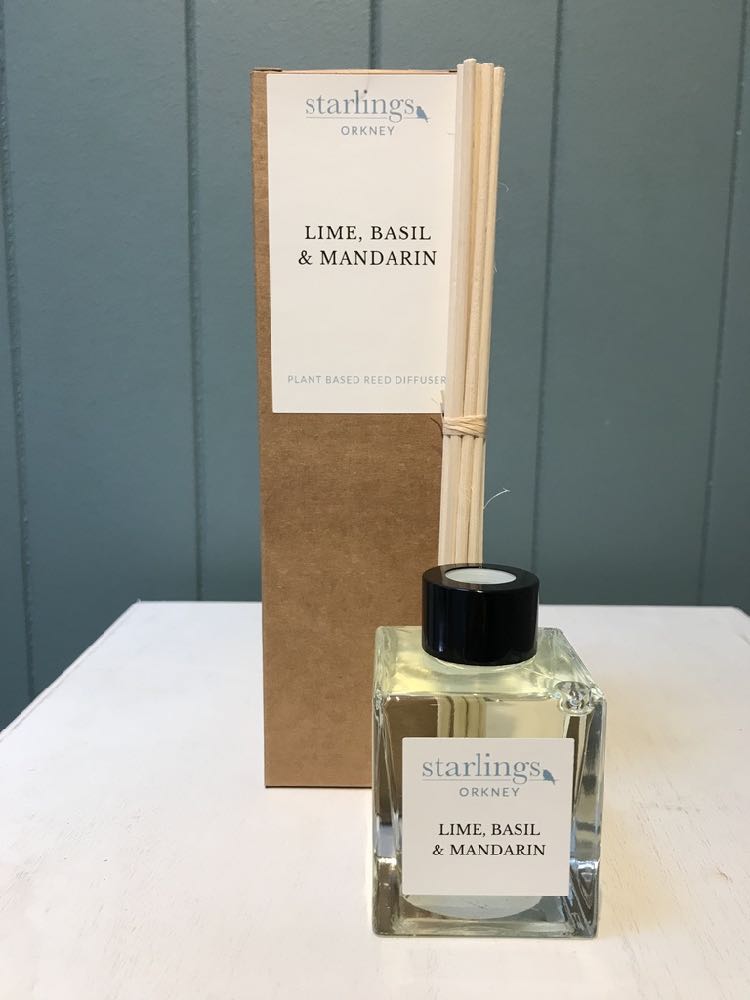 starlings
ORKNEY
LIME, BASIL
& MANDARIN
PLANT BASED REED DIFFUSER
starlings
ORKNEY
LIME, BASIL
& MANDARIN